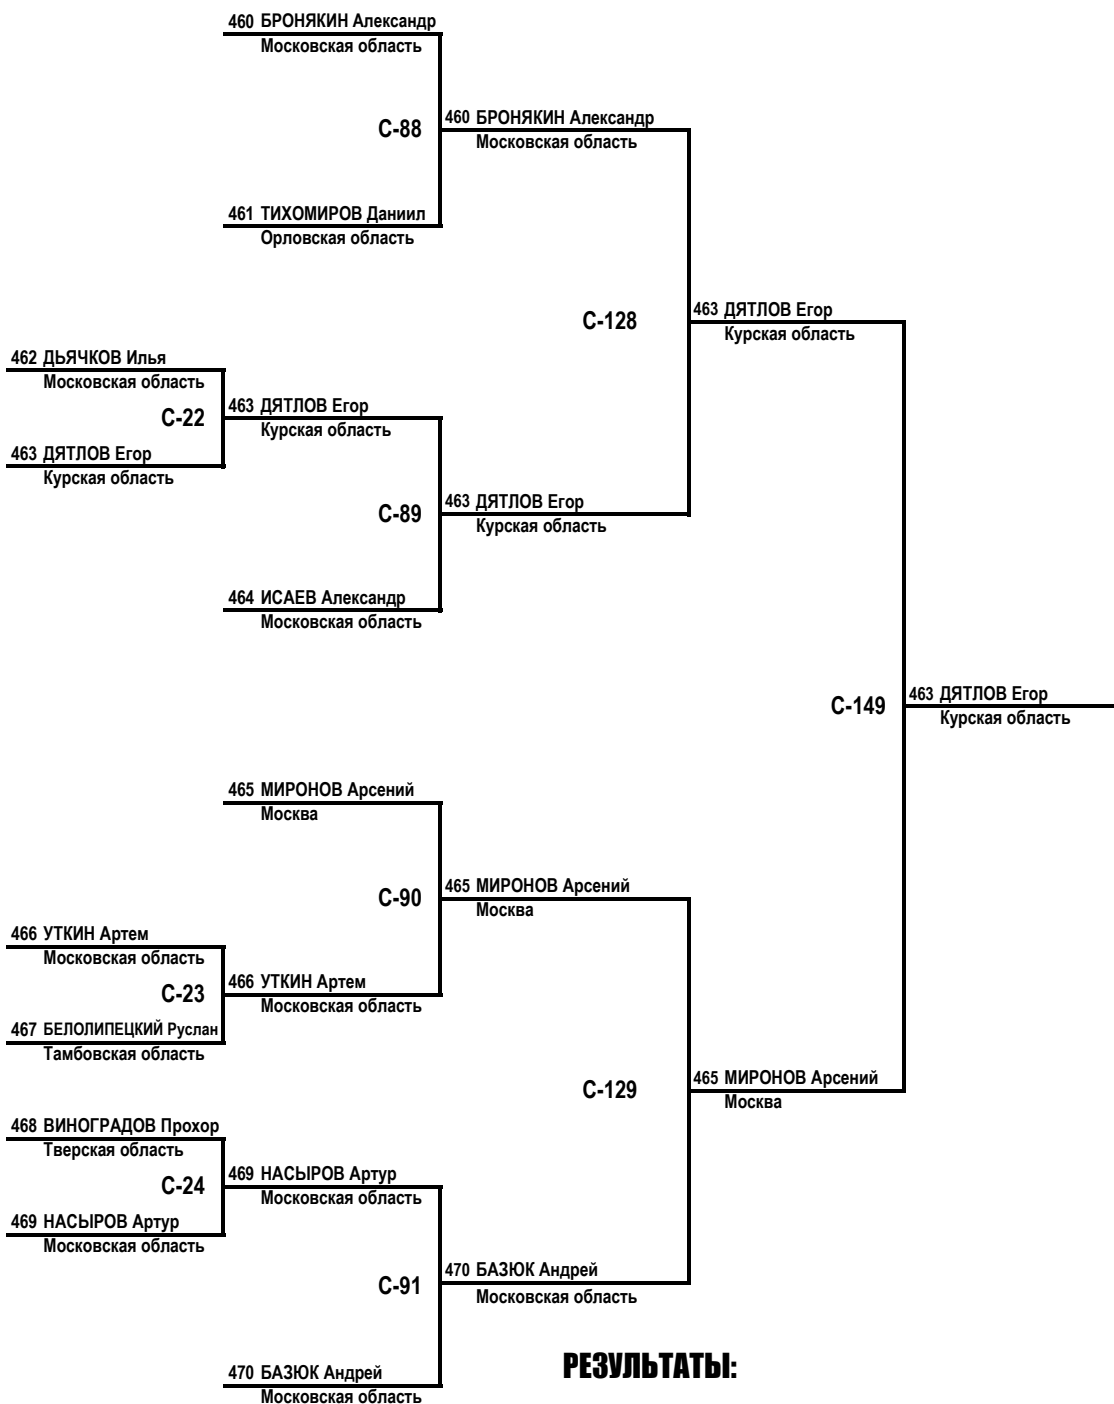 460 БРОНЯКИН Александр
Московская область
С-88
460 БРОНЯКИН Александр
Московская область
461 ТИХОМИРОВ Даниил
Орловская область
С-128
463 ДЯТЛОВ Егор
Курская область
462 ДЬЯЧКОВ Илья
Московская область
С-22
463 ДЯТЛОВ Егор
Курская область
463 ДЯТЛОВ Егор
Курская область
С-89
463 ДЯТЛОВ Егор
Курская область
464 ИСАЕВ Александр
Московская область
С-149
463 ДЯТЛОВ Егор
Курская область
465 МИРОНОВ Арсений
Москва
С-90
465 МИРОНОВ Арсений
Москва
466 УТКИН Артем
Московская область
С-23
466 УТКИН Артем
Московская область
467 БЕЛОЛИПЕЦКИЙ Руслан
Тамбовская область
С-129
465 МИРОНОВ Арсений
Москва
468 ВИНОГРАДОВ Прохор
Тверская область
С-24
469 НАСЫРОВ Артур
Московская область
469 НАСЫРОВ Артур
Московская область
С-91
470 БАЗЮК Андрей
Московская область
470 БАЗЮК Андрей
Московская область
РЕЗУЛЬТАТЫ: